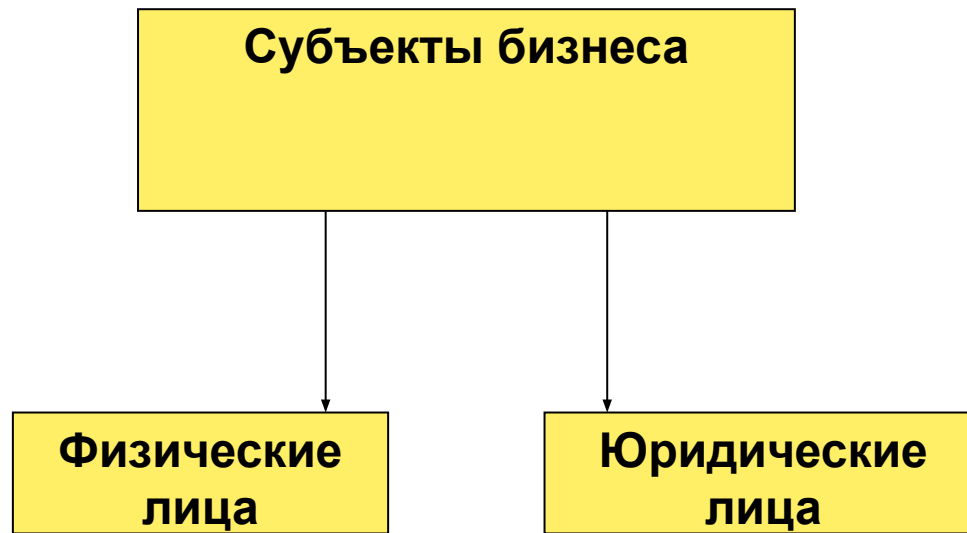 Субъекты бизнеса
Физические
лица
Юридические
лица